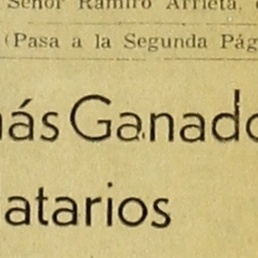 Señor Ramiro Arrieta,
(Pasa a la Segunda Pág
más Ganado
atarios